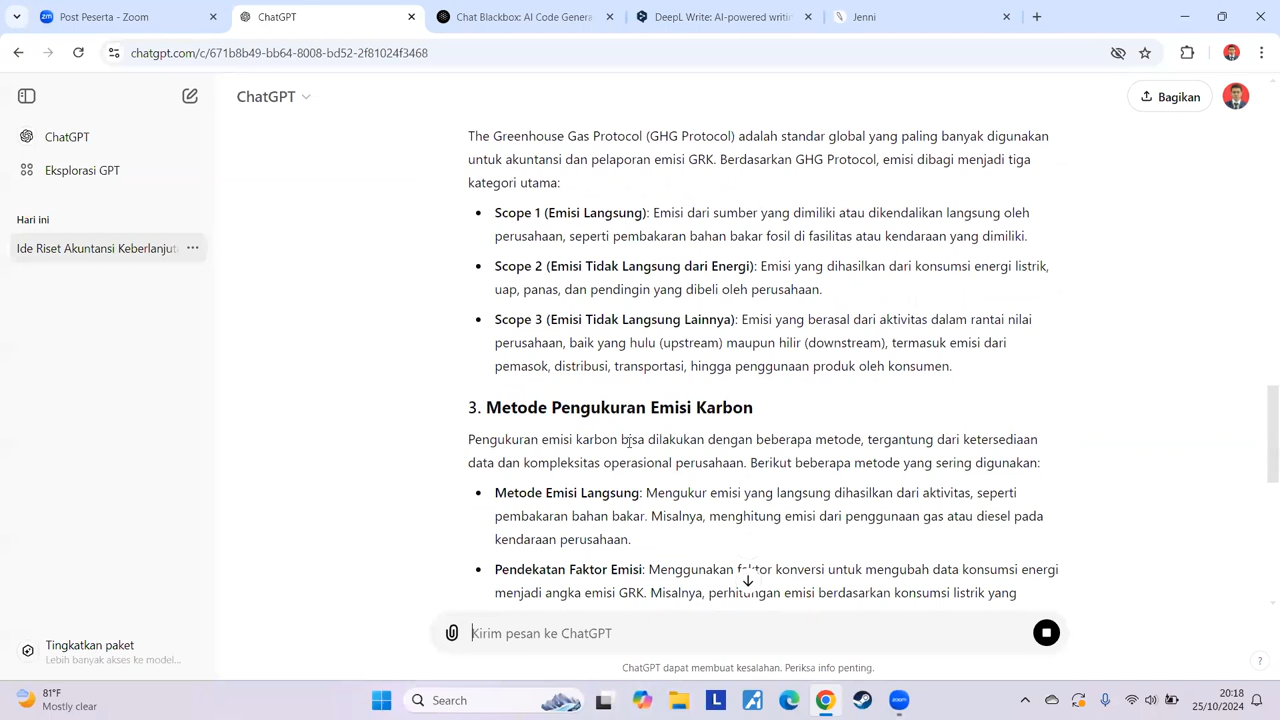 Post Peserta - Zoom
ChatGPT
Chat Blackbox: AI Code Genera
DeepL Write: AI-powered writin
Jenni
chatgpt.com/c/671b8b49-bb64-8008-bd52-2f81024f3468
ChatGPT
Bagikan
ChatGPT
Eksplorasi GPT
Hari ini
Ide Riset Akuntansi Keberlanjut
The Greenhouse Gas Protocol (GHG Protocol) adalah standar global yang paling banyak digunakan
untuk akuntansi dan pelaporan emisi GRK. Berdasarkan GHG Protocol, emisi dibagi menjadi tiga
kategori utama:
• Scope 1 (Emisi Langsung): Emisi dari sumber yang dimiliki atau dikendalikan langsung oleh
perusahaan, seperti pembakaran bahan bakar fosil di fasilitas atau kendaraan yang dimiliki.
• Scope 2 (Emisi Tidak Langsung dari Energi): Emisi yang dihasilkan dari konsumsi energi listrik,
uap, panas, dan pendingin yang dibeli oleh perusahaan.
• Scope 3 (Emisi Tidak Langsung Lainnya): Emisi yang berasal dari aktivitas dalam rantai nilai
perusahaan, baik yang hulu (upstream) maupun hilir (downstream), termasuk emisi dari
pemasok, distribusi, transportasi, hingga penggunaan produk oleh konsumen.
3. Metode Pengukuran Emisi Karbon
Pengukuran emisi karbon bisa dilakukan dengan beberapa metode, tergantung dari ketersediaan
data dan kompleksitas operasional perusahaan. Berikut beberapa metode yang sering digunakan:
• Metode Emisi Langsung: Mengukur emisi yang langsung dihasilkan dari aktivitas, seperti
pembakaran bahan bakar. Misalnya, menghitung emisi dari penggunaan gas atau diesel pada
kendaraan perusahaan.
• Pendekatan Faktor Emisi: Menggunakan faktor konversi untuk mengubah data konsumsi energi
menjadi angka emisi GRK. Misalnya, perhitungan emisi berdasarkan konsumsi listrik yang
Kirim pesan ke ChatGPT
ChatGPT dapat membuat kesalahan. Periksa info penting.
Tingkatkan paket
Lebih banyak akses ke model...
81°F
Mostly clear
Search
20:18
25/10/2024